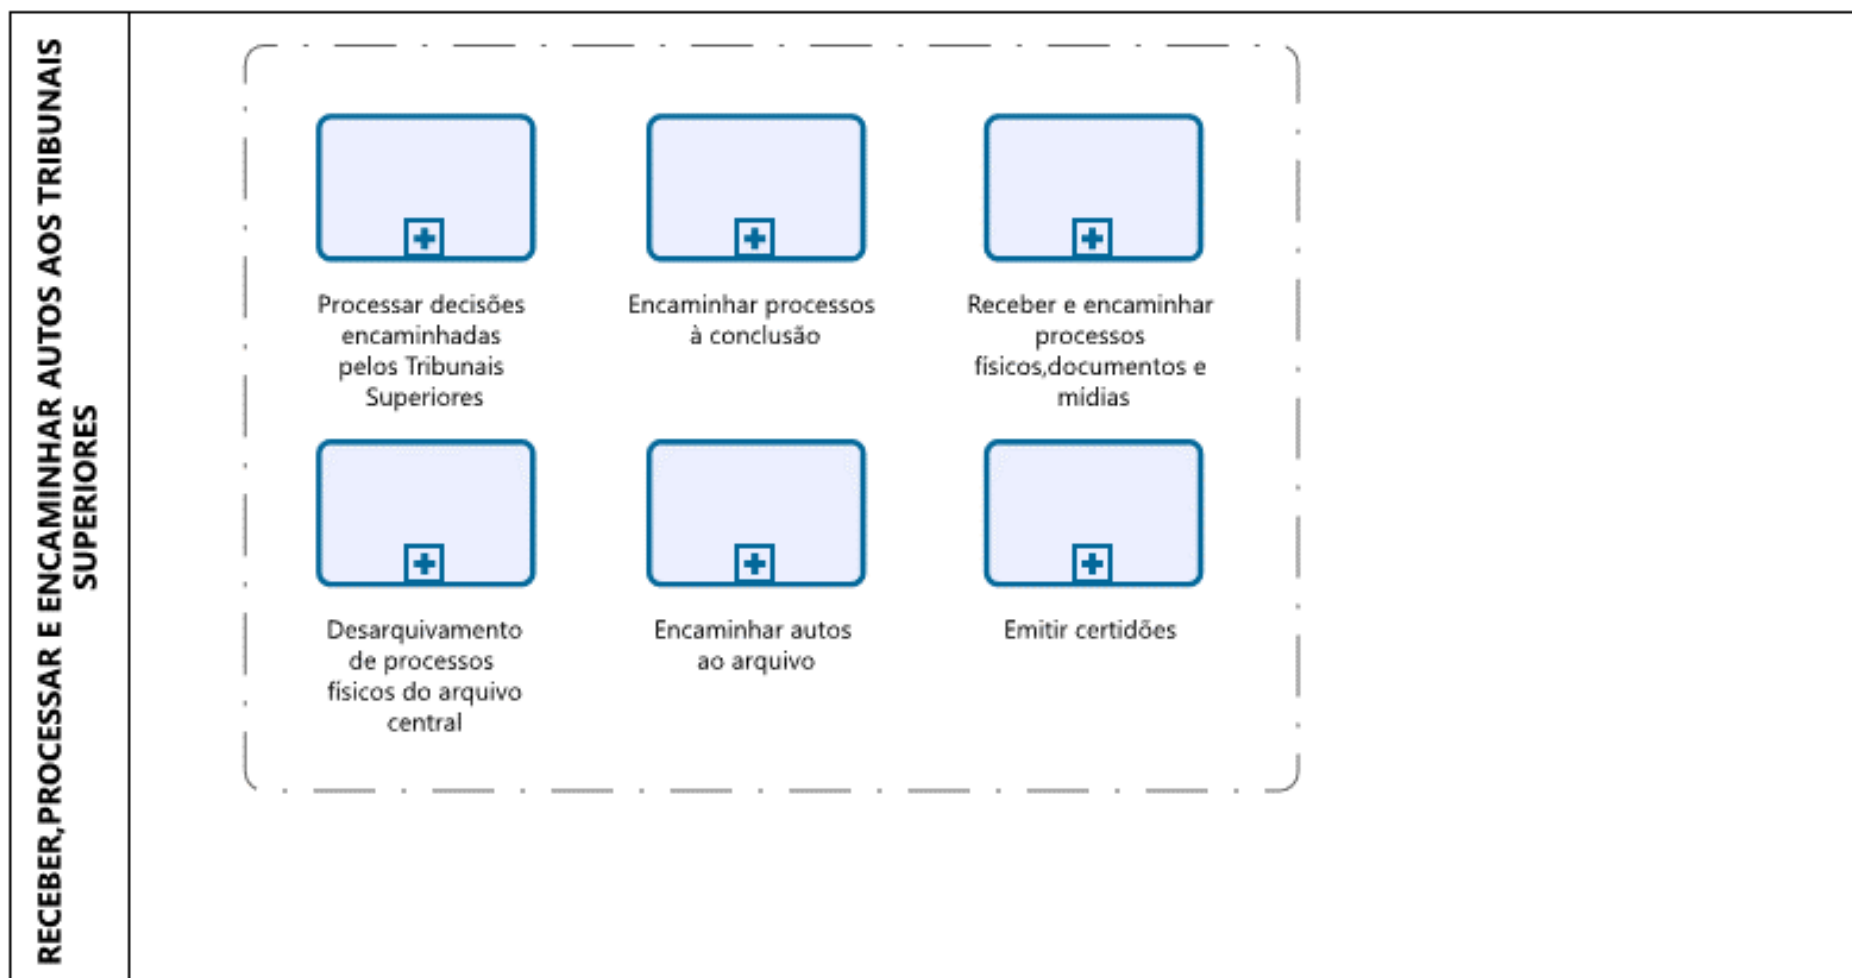 RECEBER,PROCESSAR E ENCAMINHAR AUTOS AOS TRIBUNAIS
SUPERIORES
Processar decisões
encaminhadas
pelos Tribunais
Superiores
Encaminhar processos
à conclusão
Receber e encaminhar
processos
físicos,documentos e
mídias
Desarquivamento
de processos
físicos do arquivo
central
Encaminhar autos
ao arquivo
Emitir certidões